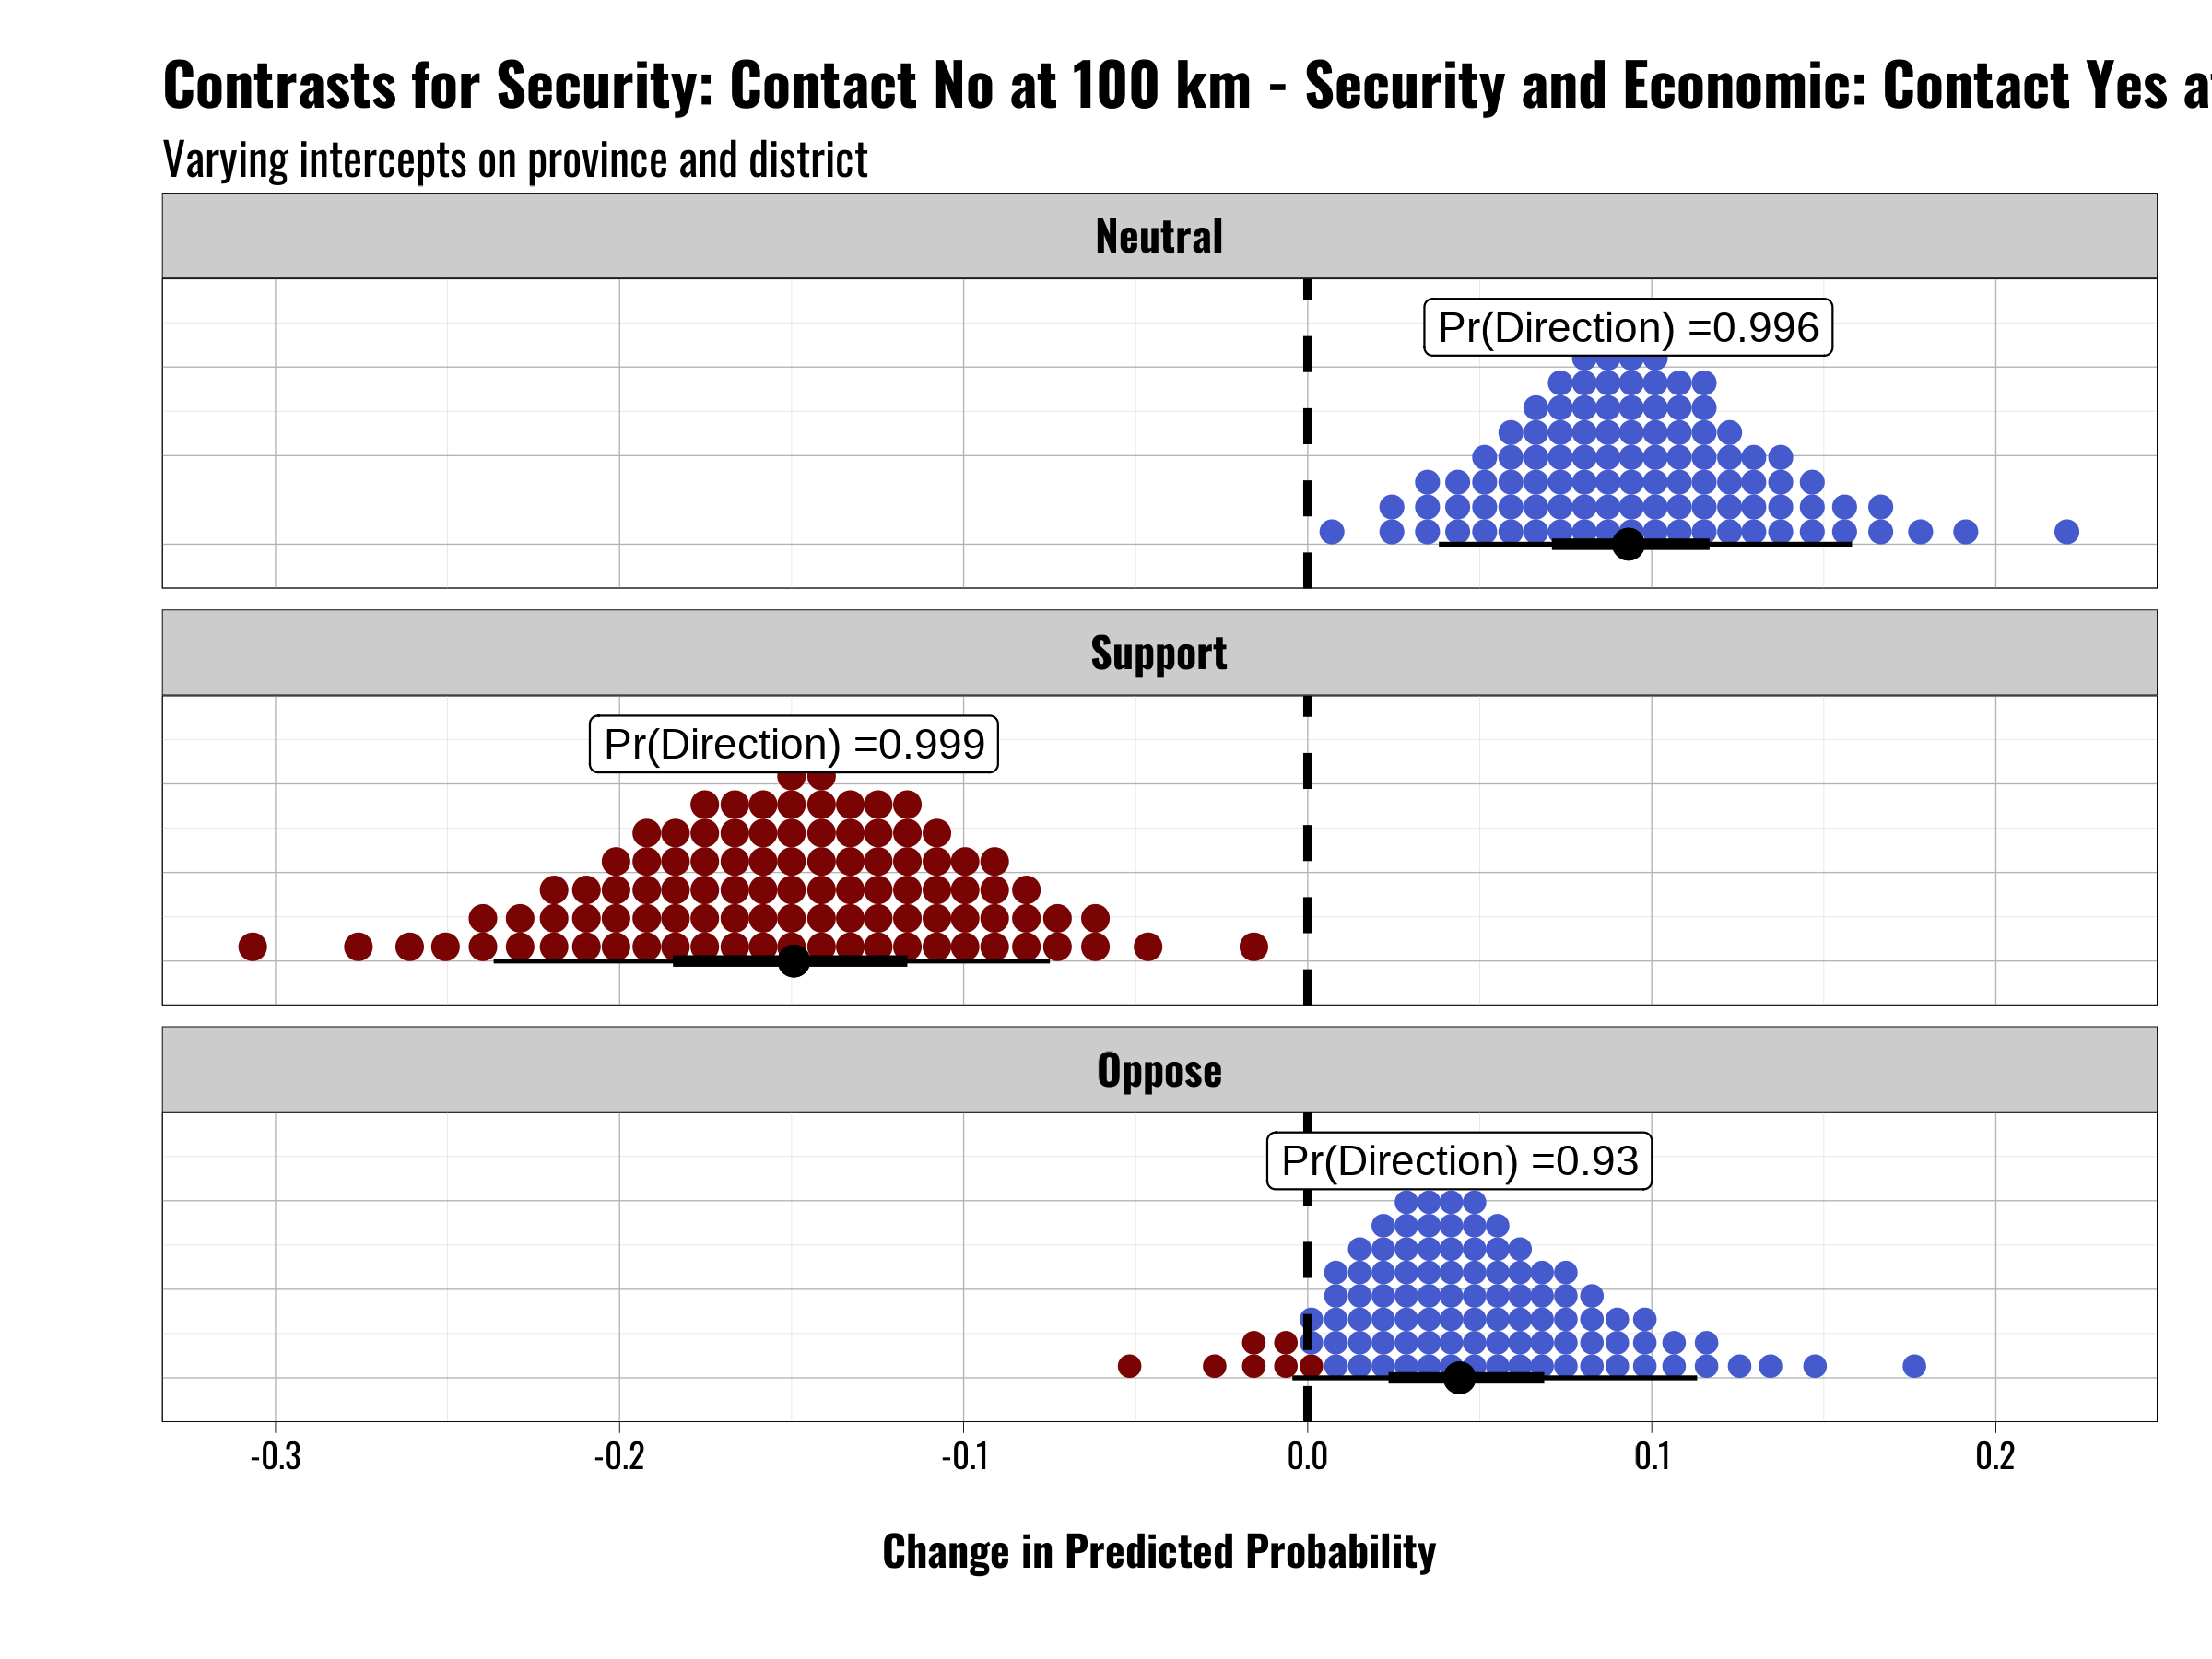 Contrasts for Security: Contact No at 100 km - Security and Economic: Contact Yes
Varying intercepts on province and district
Neutral
Pr(Direction) =0.996
Support
Pr(Direction) =0.999
Oppose
Pr(Direction) =0.93
-0.3 -0.2 -0.1 0.0 0.1 0.2
Change in Predicted Probability